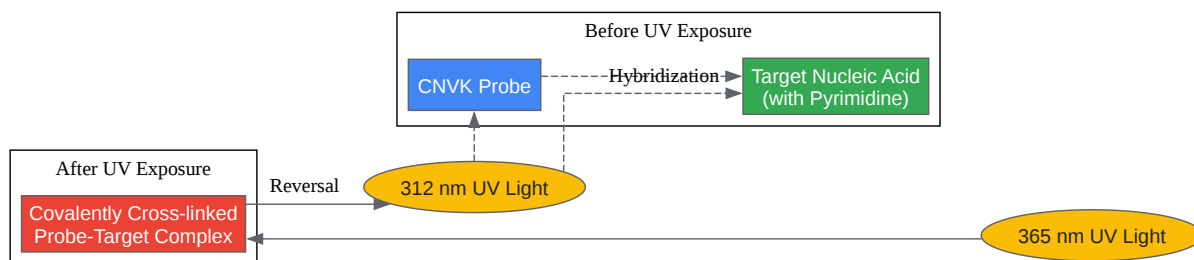 Before UV Exposure
CNVK Probe
Hybridization
Target Nucleic Acid
(with Pyrimidine)
After UV Exposure
Covalently Cross-linked
Probe-Target Complex
Reversal
312 nm UV Light
365 nm UV Light